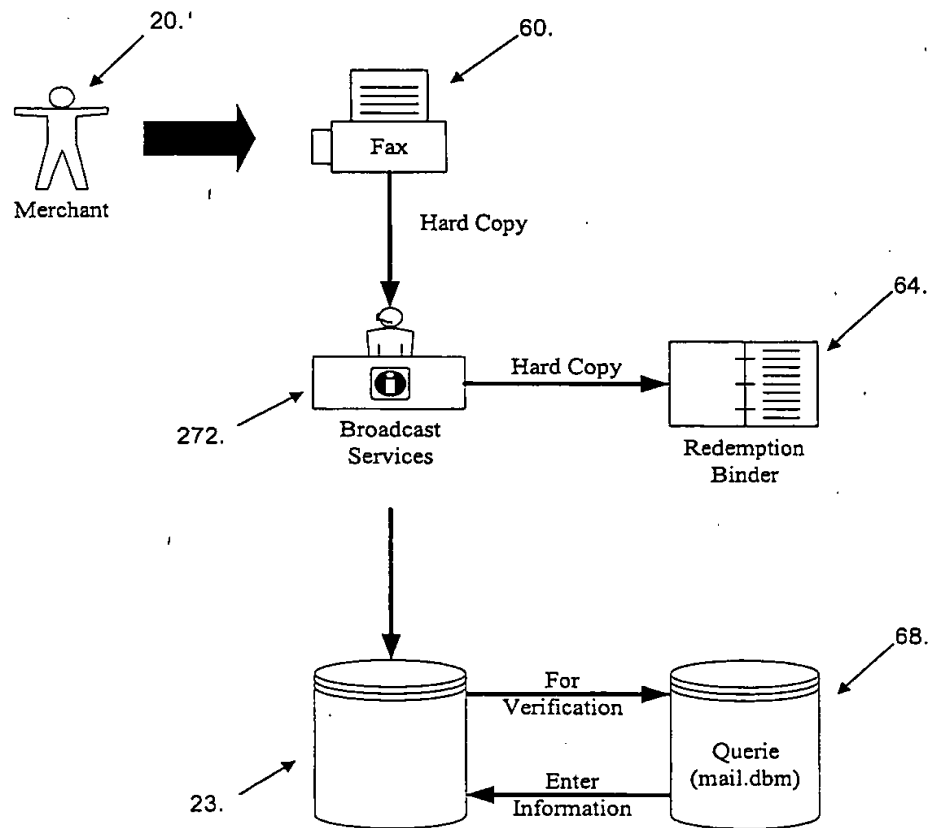 20.'
60.
Fax
Merchant
Hard Copy
64.
Hard Copy
i
272.
Broadcast
Services
Redemption
Binder
68.
For
Verification
Querie
(mail.dbm)
Enter
Information
23.